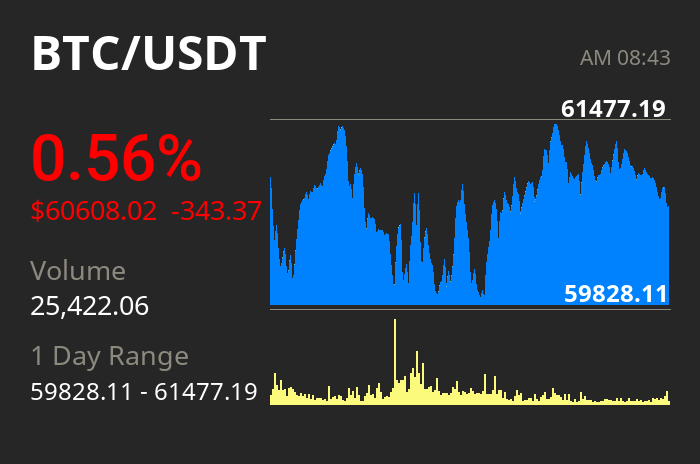 BTC/USDT
AM 08:43
61477.19
0.56%
$60608.02 -343.37
Volume
25,422.06
59828.11
1 Day Range
59828.11 - 61477.19